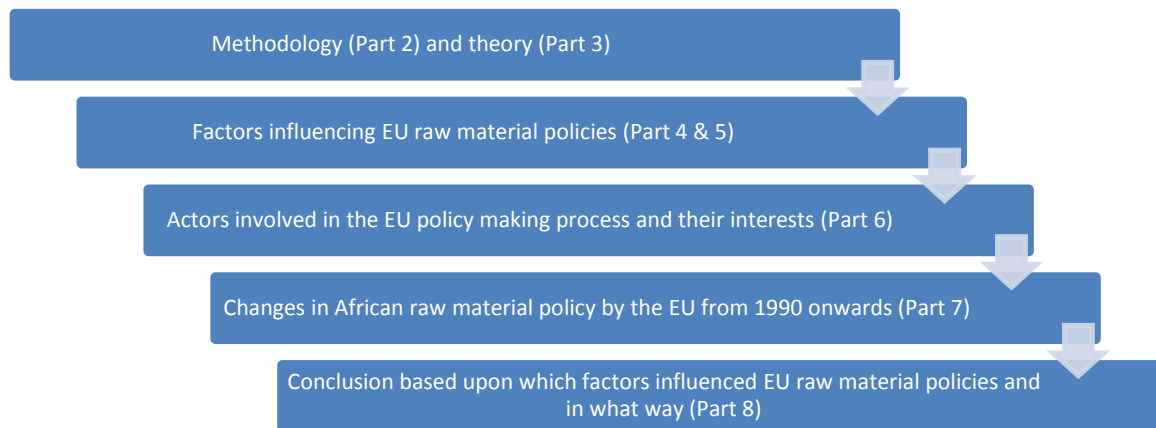 Methodology (Part 2) and theory (Part 3)
Factors influencing EU raw material policies (Part 4 & 5)
Actors involved in the EU policy making process and their interests (Part 6)
Changes in African raw material policy by the EU from 1990 onwards (Part 7)
Conclusion based upon which factors influenced EU raw material policies and
in what way (Part 8)